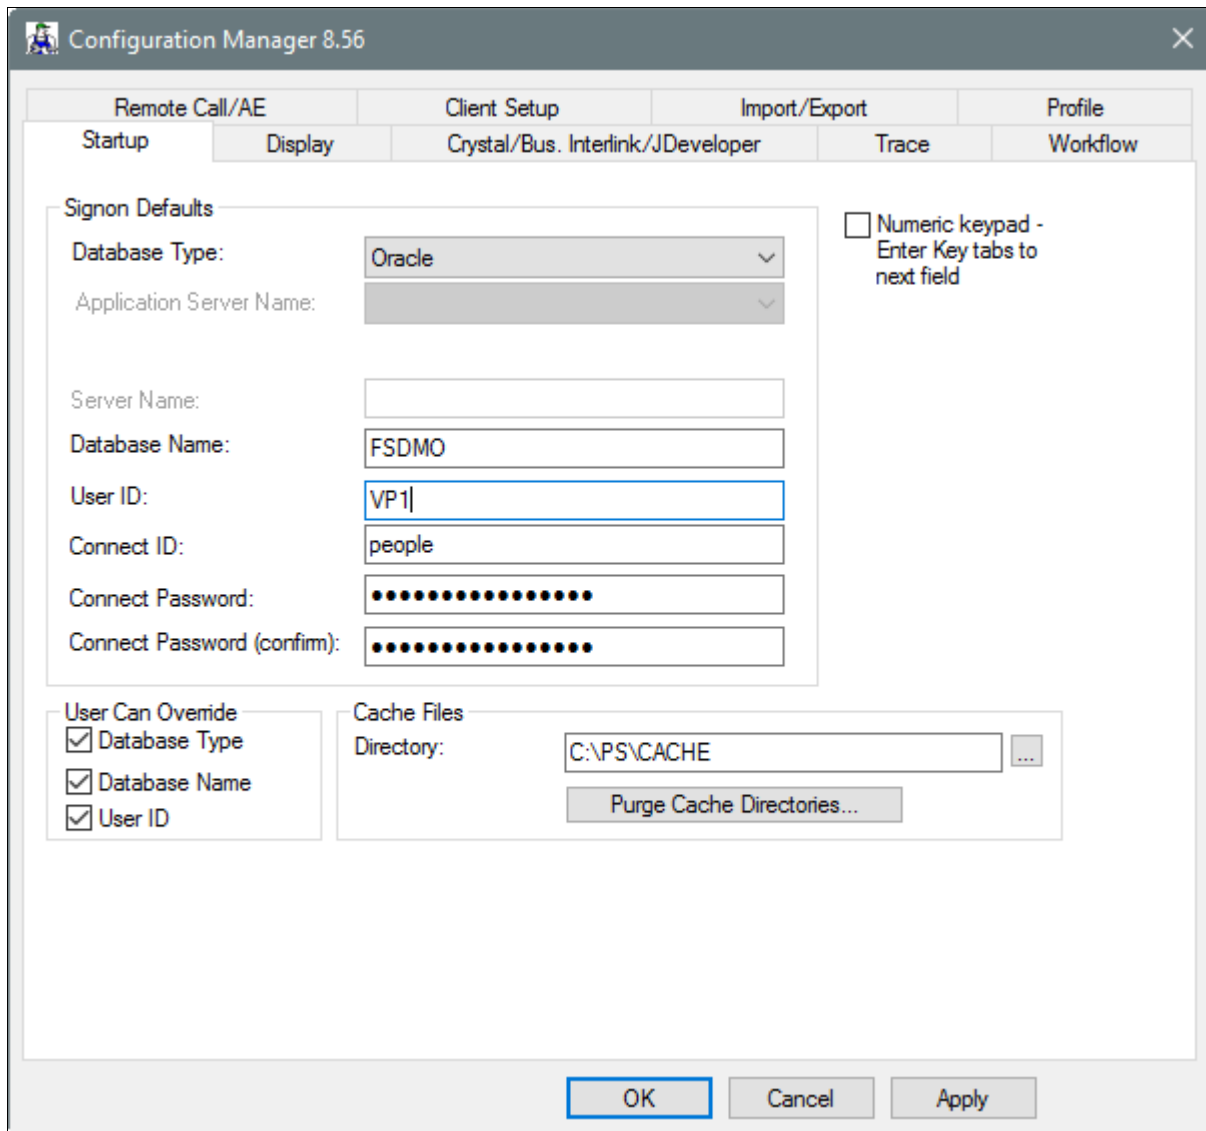 Configuration Manager 8.56
Remote Call/AE Client Setup Import/Export Profile
Startup Display Crystal/Bus. Interlink/JDeveloper Trace Workflow
Signon Defaults
Database Type: Oracle
Application Server Name:
Server Name:
Database Name: FSDMO
User ID: VP1
Connect ID: people
Connect Password: ●●●●●●●●●●●●●●●●
Connect Password (confirm): ●●●●●●●●●●●●●●●●
Numeric keypad -
Enter Key tabs to
next field
User Can Override
Database Type
Database Name
User ID
Cache Files
Directory: C:\PS\CACHE ...
Purge Cache Directories...
OK Cancel Apply